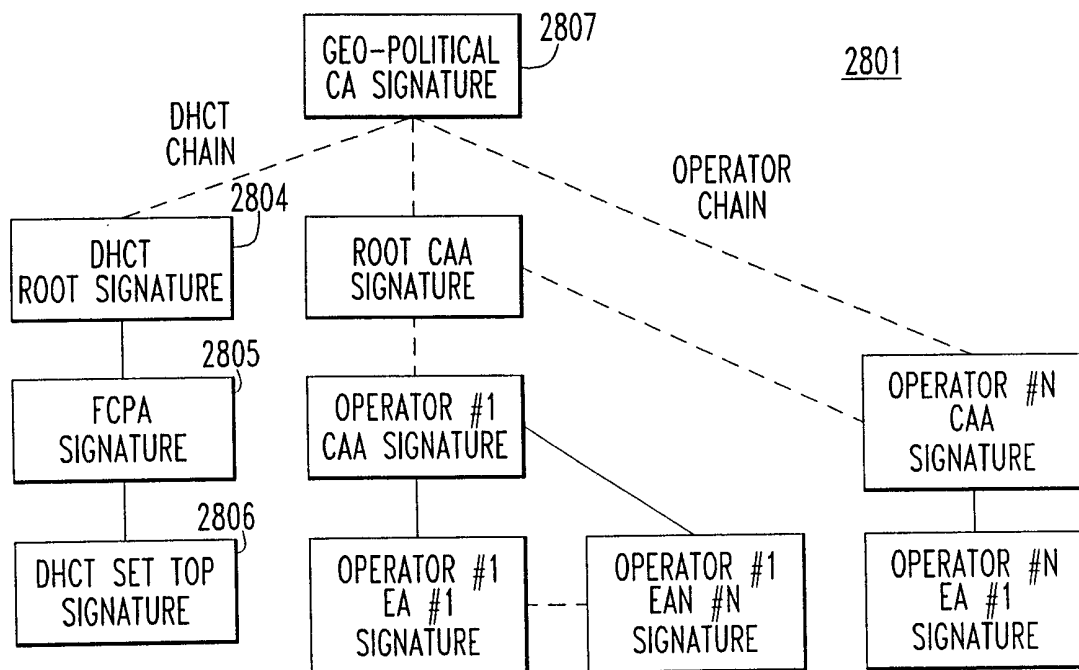 GEO-POLITICAL
CA SIGNATURE
2807
2801
DHCT
CHAIN
OPERATOR
CHAIN
2804
DHCT
ROOT SIGNATURE
ROOT CAA
SIGNATURE
2805
FCPA
SIGNATURE
OPERATOR #1
CAA SIGNATURE
OPERATOR #N
CAA
SIGNATURE
2806
DHCT SET TOP
SIGNATURE
OPERATOR #1
EA #1
SIGNATURE
OPERATOR #1
EAN #N
SIGNATURE
OPERATOR #N
EA #1
SIGNATURE